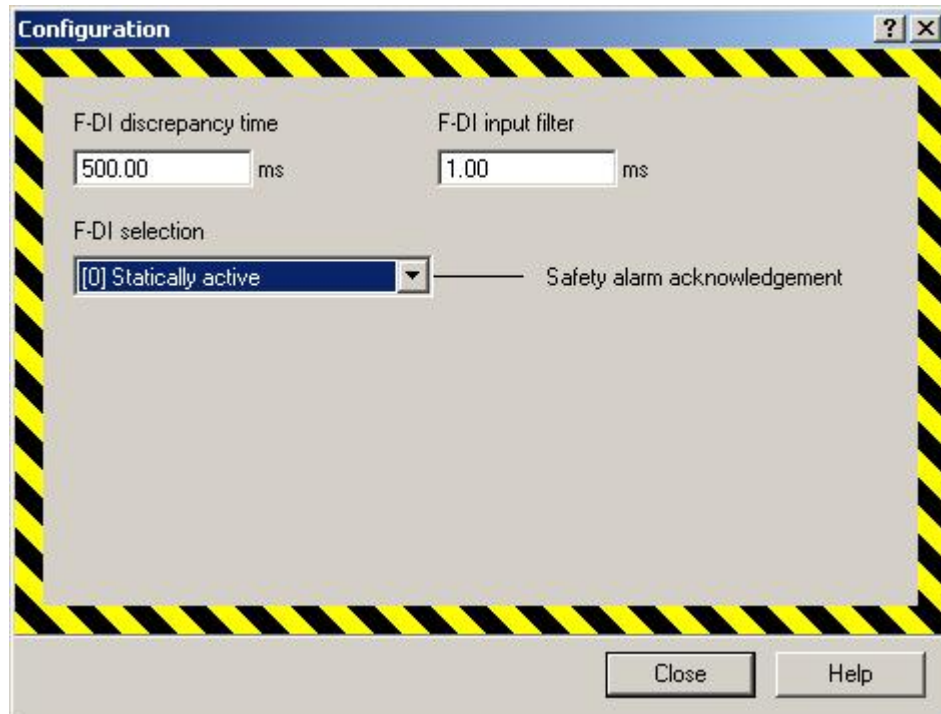 Configuration
F-DI discrepancy time F-DI input filter
500.00 ms 1.00 ms
F-DI selection
[0] Statically active Safety alarm acknowledgement
Close Help